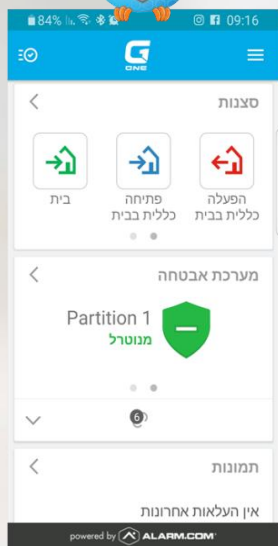 84% 09:16
G
ONE
סצנות
הפעלה
כללית בבית
פתיחה
כללית בבית
בית
מערכת אבטחה
Partition 1
מנוטרל
6
תמונות
אין העלאות אחרונות
powered by ALARM.COM